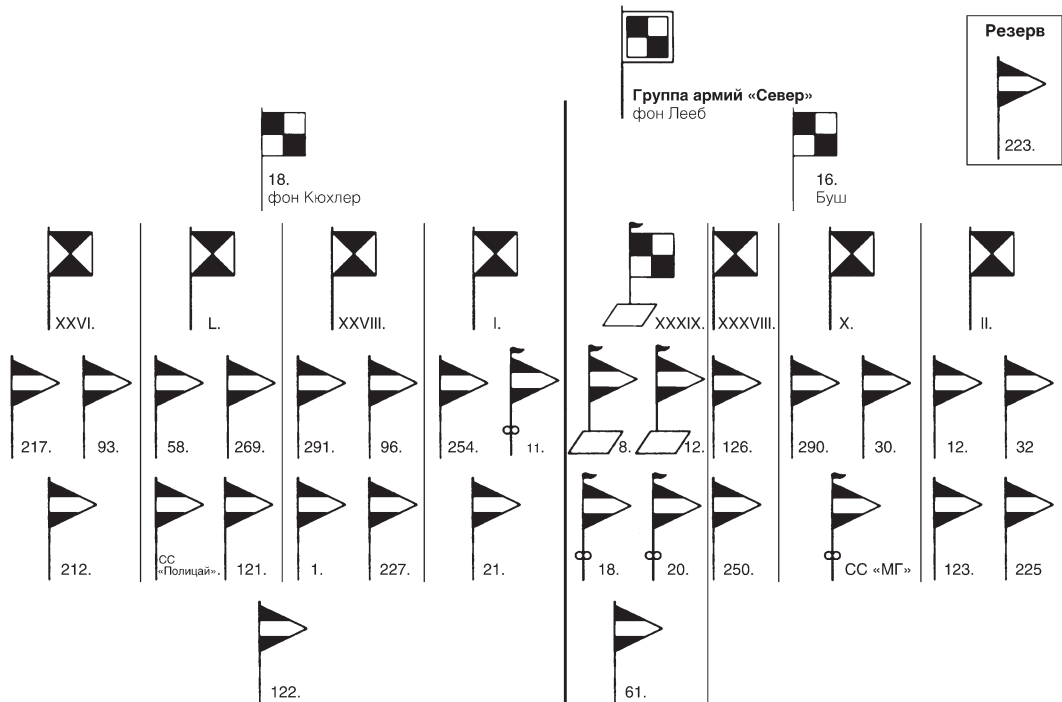 Резерв
223.
Группа армий «Север»
фон Лееб
18.
фон Кюхлер
16.
Буш
XXVI.
L.
XXVIII.
I.
XXXIX.
XXXVIII.
X.
II.
217.
93.
58.
269.
291.
96.
254.
11.
8.
12.
126.
290.
30.
12.
32
212.
СС
«Полицай».
121.
1.
227.
21.
18.
20.
250.
СС «МГ»
123.
225
122.
61.